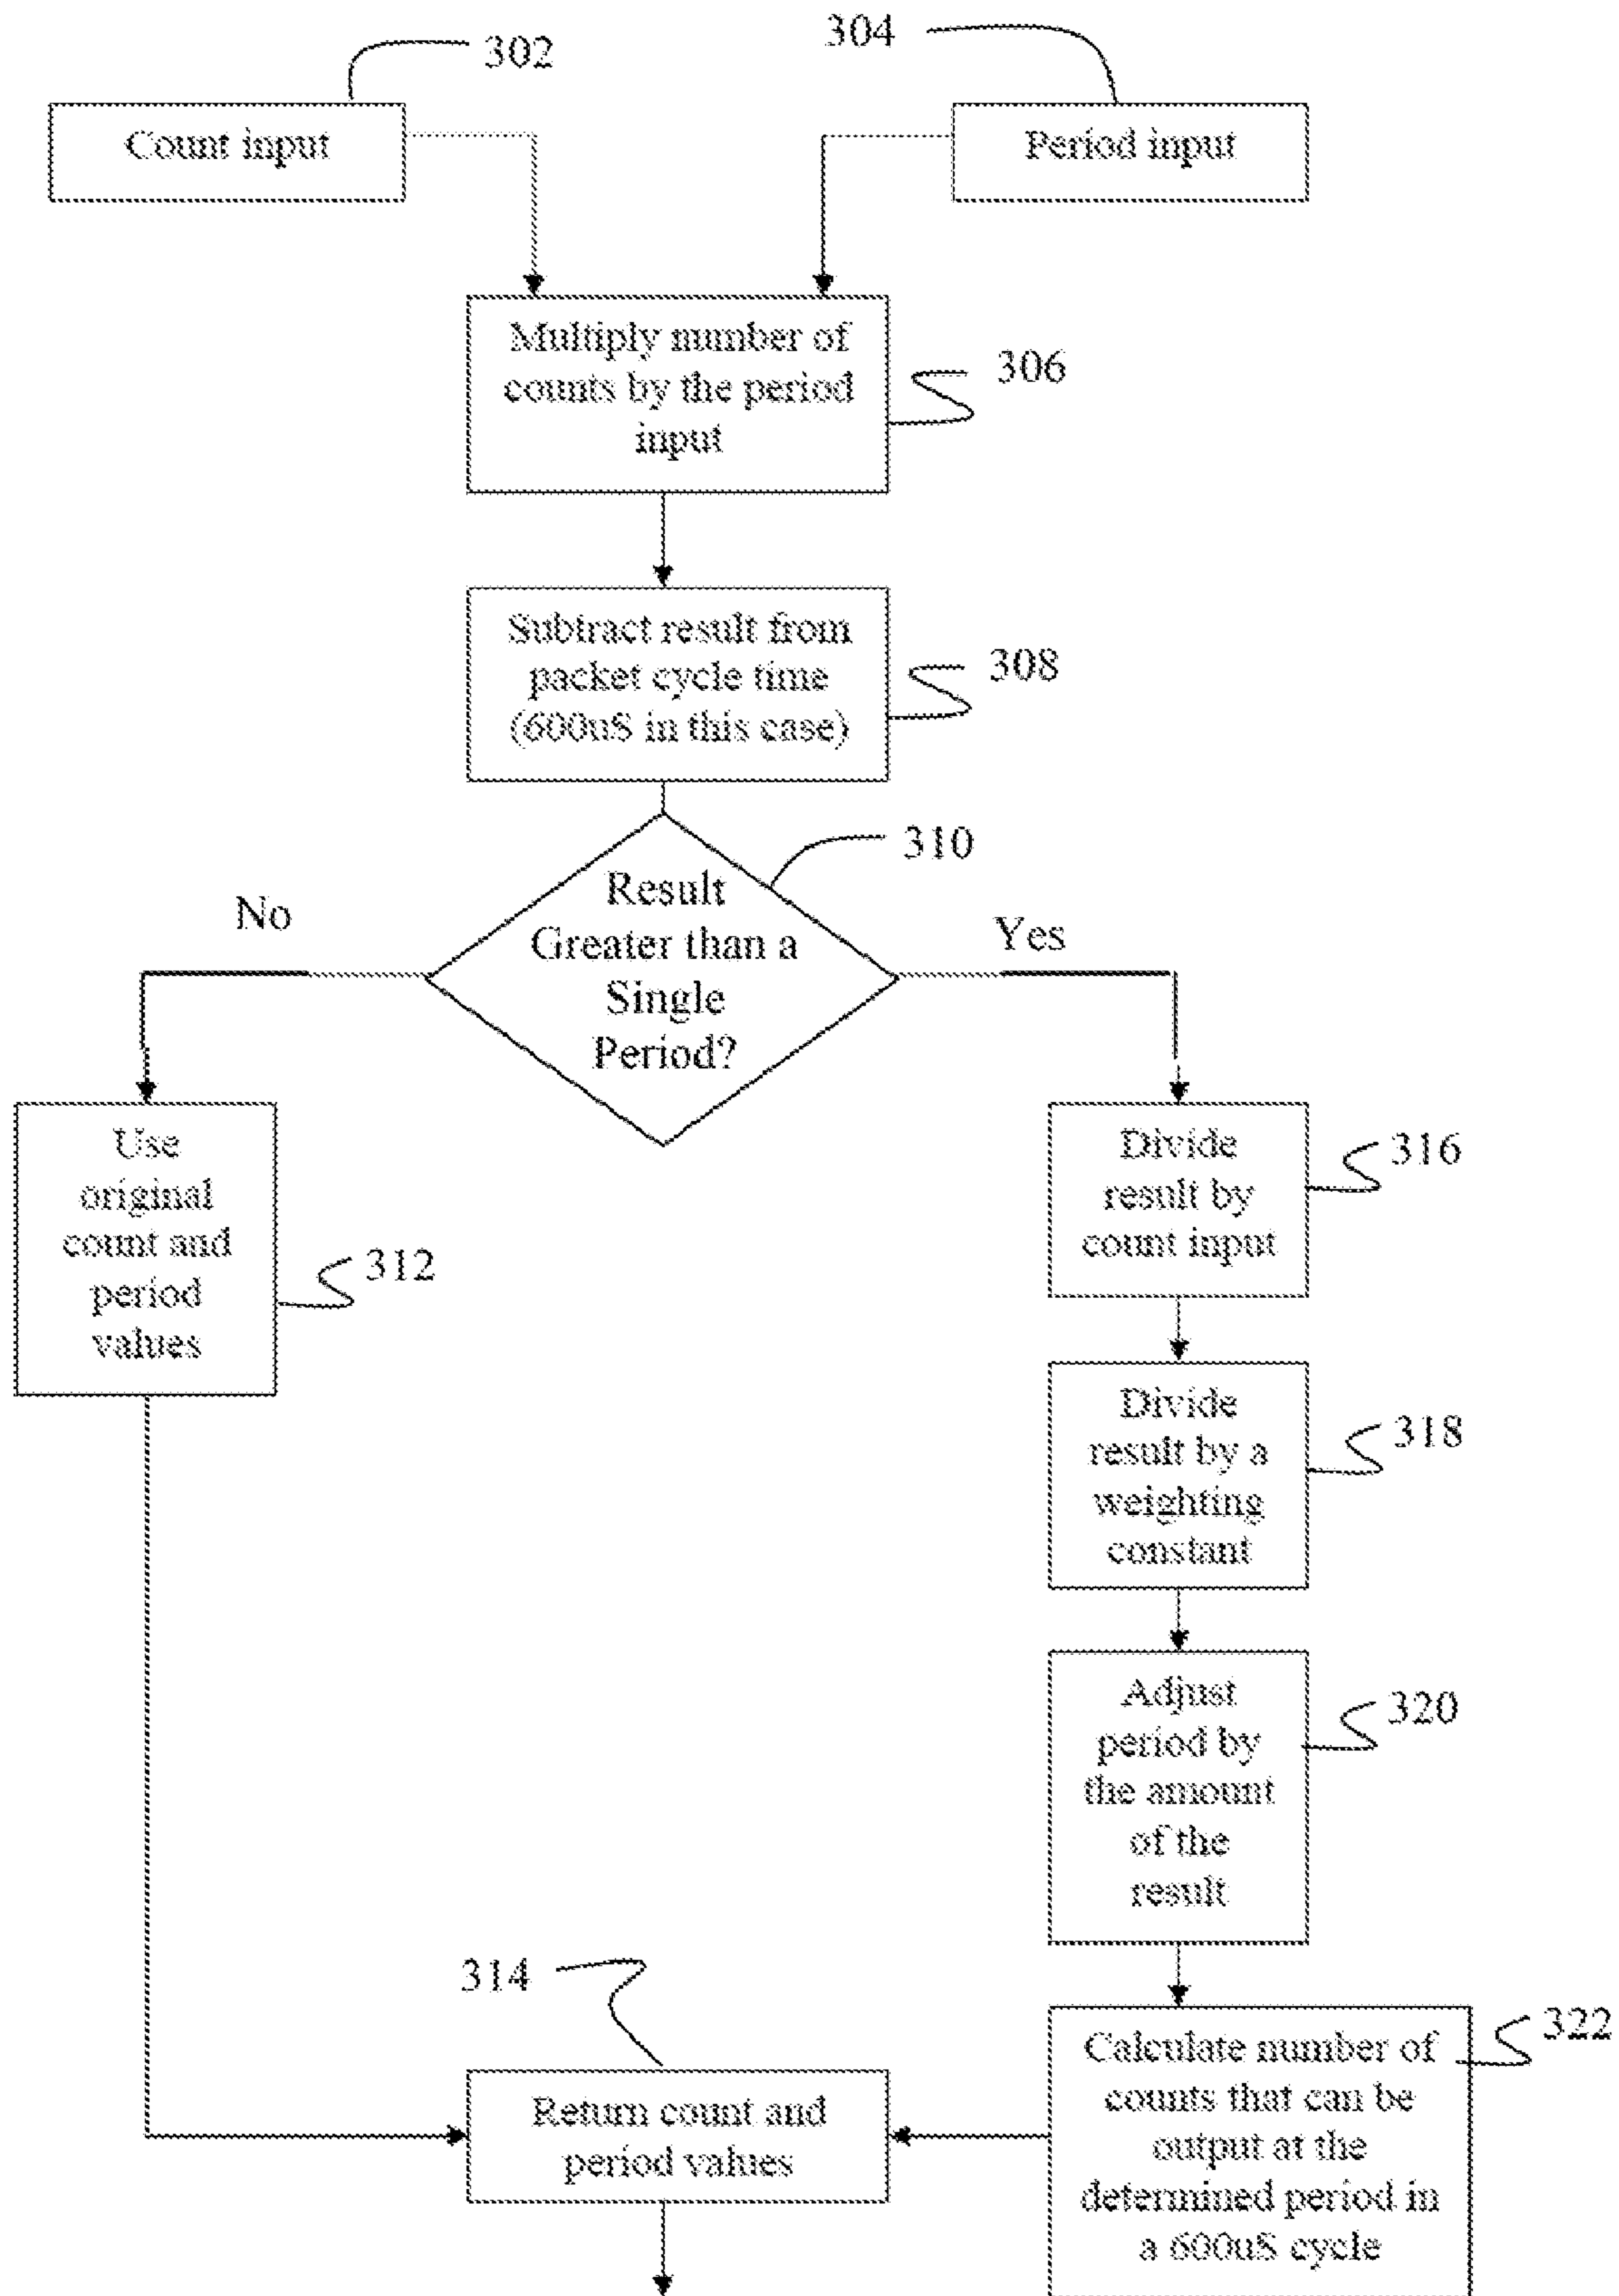 302
304
Count input
Period input
Multiply number of
counts by the period
input
306
Subtract result from
packet cycle time
(600uS in this case)
308
310
Result
Greater than a
Single
Period?
No
Yes
Use
original
count and
period
values
312
Divide
result by
count input
316
Divide
result by a
weighting
constant
318
Adjust
period by
the amount
of the
result
320
314
Return count and
period values
Calculate number of
counts that can be
output at the
determined period in
a 600uS cycle
322